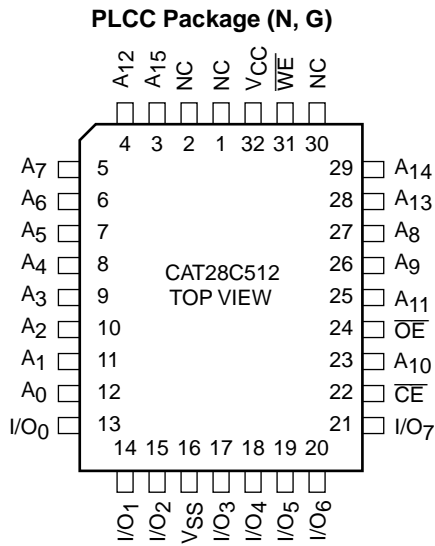 PLCC Package (N, G)
A12 A15 NC NC VCC W̅E̅ NC
4 3 2 1 32 31 30
A7 5 29 A14
A6 6 28 A13
A5 7 27 A8
A4 8 26 A9
A3 9 25 A11
A2 10 24 O̅E̅
A1 11 23 A10
A0 12 22 C̅E̅
I/O0 13 21 I/O7
CAT28C512
TOP VIEW
14 15 16 17 18 19 20
I/O1 I/O2 VSS I/O3 I/O4 I/O5 I/O6